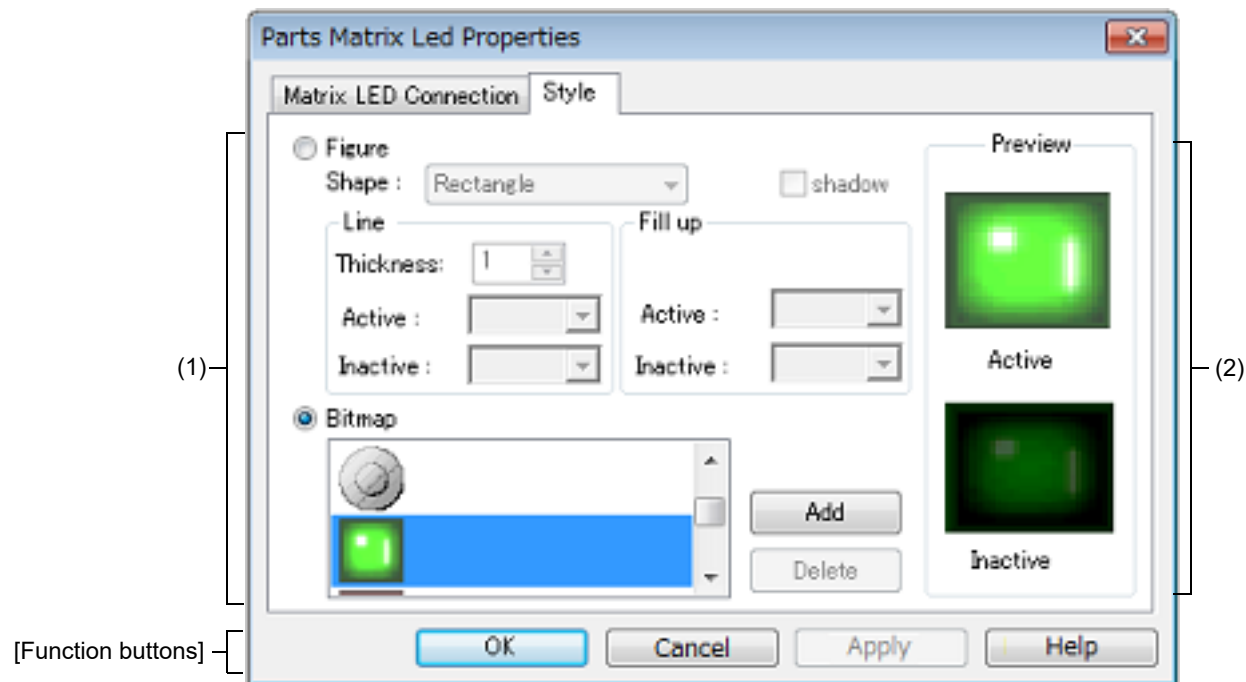 Parts Matrix Led Properties
Matrix LED Connection
Style
Figure
Shape :
Rectangle
shadow
Line
Thickness:
1
Active :
Inactive :
Fill up
Active :
Inactive :
Bitmap
Add
Delete
Preview
Active
Inactive
(1)
(2)
[Function buttons]
OK
Cancel
Apply
Help